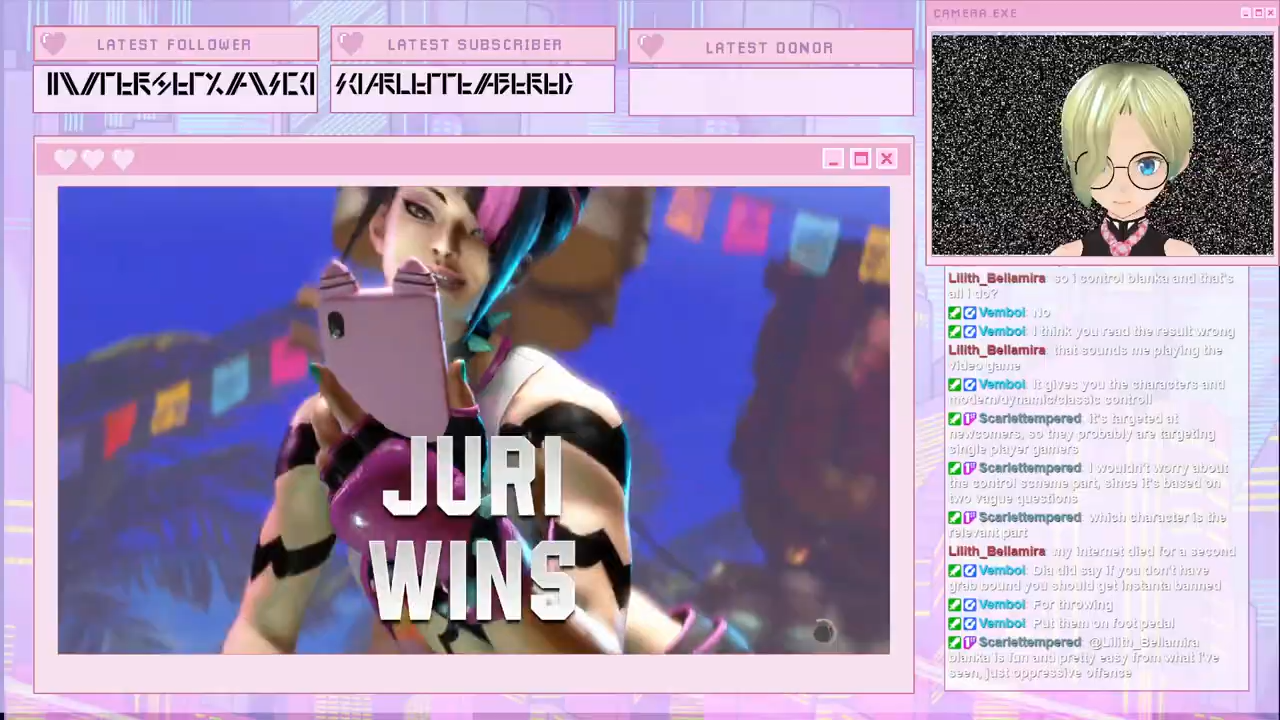 LATEST FOLLOWER
LATEST SUBSCRIBER
LATEST DONOR
CAMERA.EXE
JURI
WINS
Lilith_Bellamira so i control blanka and that's
all i do?
Vembol: No
Vembol: I think you read the result wrong
Lilith_Bellamira that sounds me playing the
video game
Vembol: It gives you the characters and
modern/dynamic/classic controll
Scarlettempered: it's targeted at
newcomers, so they probably are targeting
single player gamers
Scarlettempered: I wouldn't worry about
the control scheme part, since it's based on
two vague questions
Scarlettempered: which character is the
relevant part
Lilith_Bellamira my internet died for a second
Vembol: Dia did say if you don't have
grab bound you should get instanta banned
Vembol: For throwing
Vembol: Put them on foot pedal
Scarlettempered: @Lilith_Bellamira
blanka is fun and pretty easy from what I've
seen, just oppressive offence